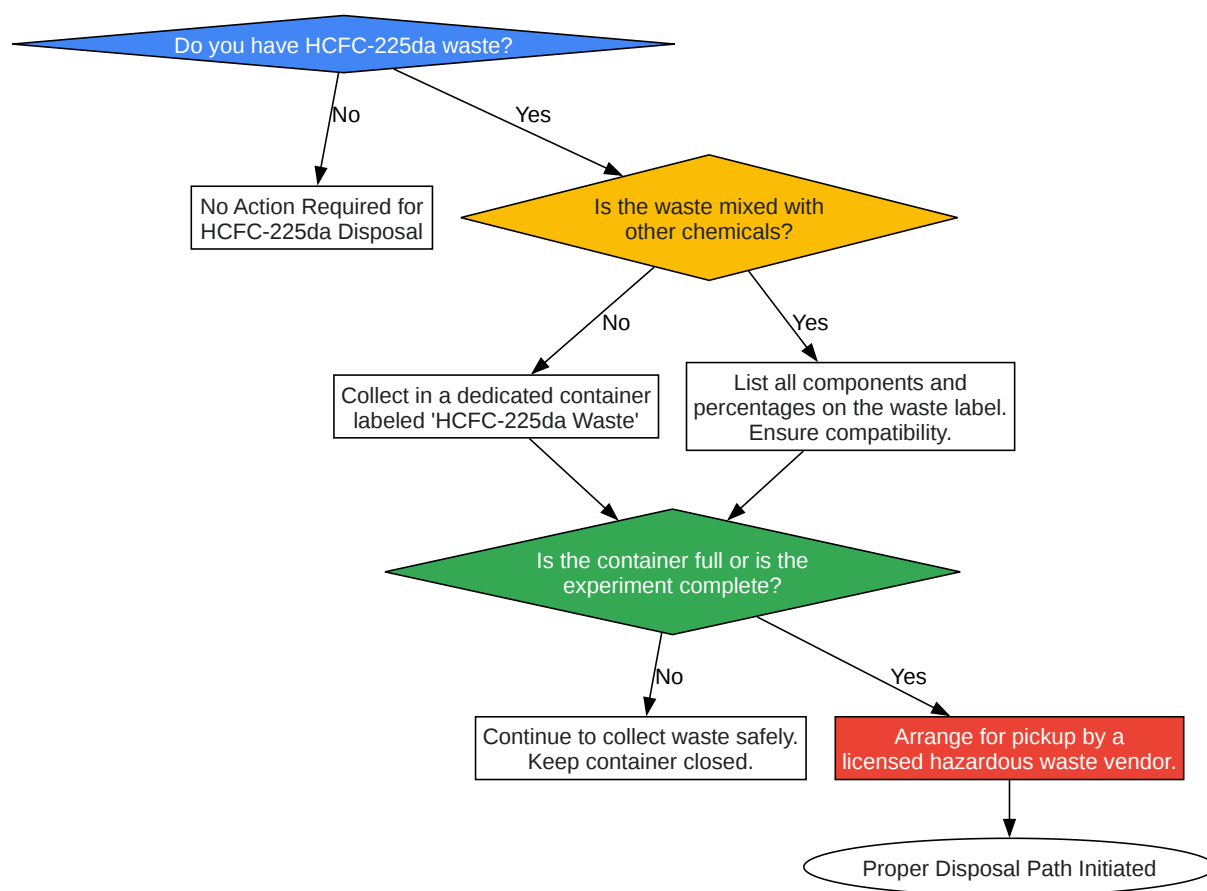 Do you have HCFC-225da waste?
No
Yes
No Action Required for
HCFC-225da Disposal
Is the waste mixed with
other chemicals?
No
Yes
Collect in a dedicated container
labeled 'HCFC-225da Waste'
List all components and
percentages on the waste label.
Ensure compatibility.
Is the container full or is the
experiment complete?
No
Yes
Continue to collect waste safely.
Keep container closed.
Arrange for pickup by a
licensed hazardous waste vendor.
Proper Disposal Path Initiated